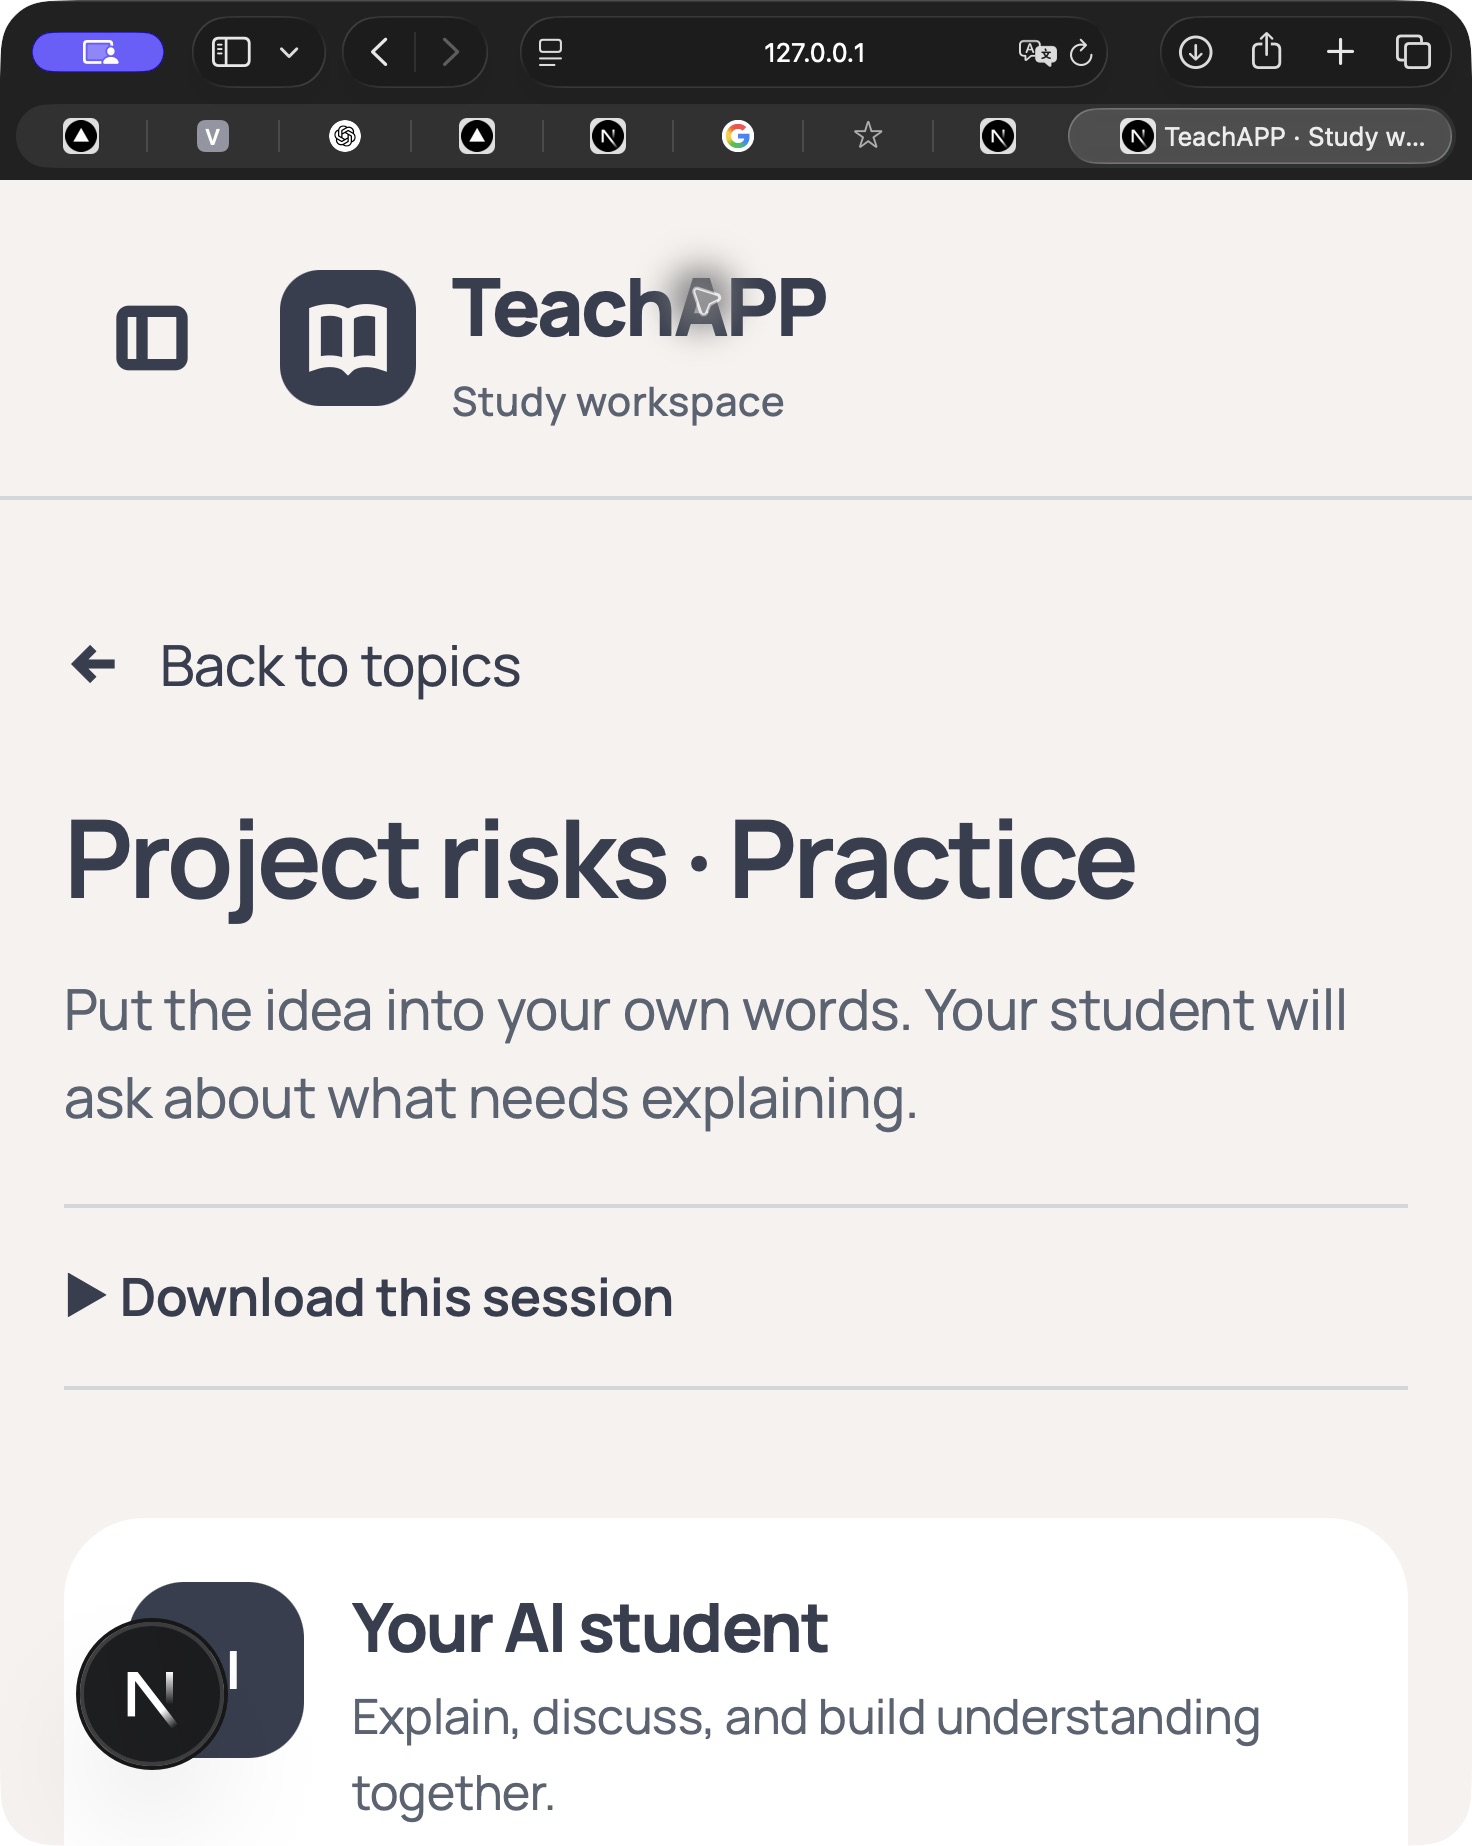 127.0.0.1
TeachAPP · Study w...
TeachAPP
Study workspace
Back to topics
Project risks · Practice
Put the idea into your own words. Your student will
ask about what needs explaining.
Download this session
Your AI student
Explain, discuss, and build understanding
together.